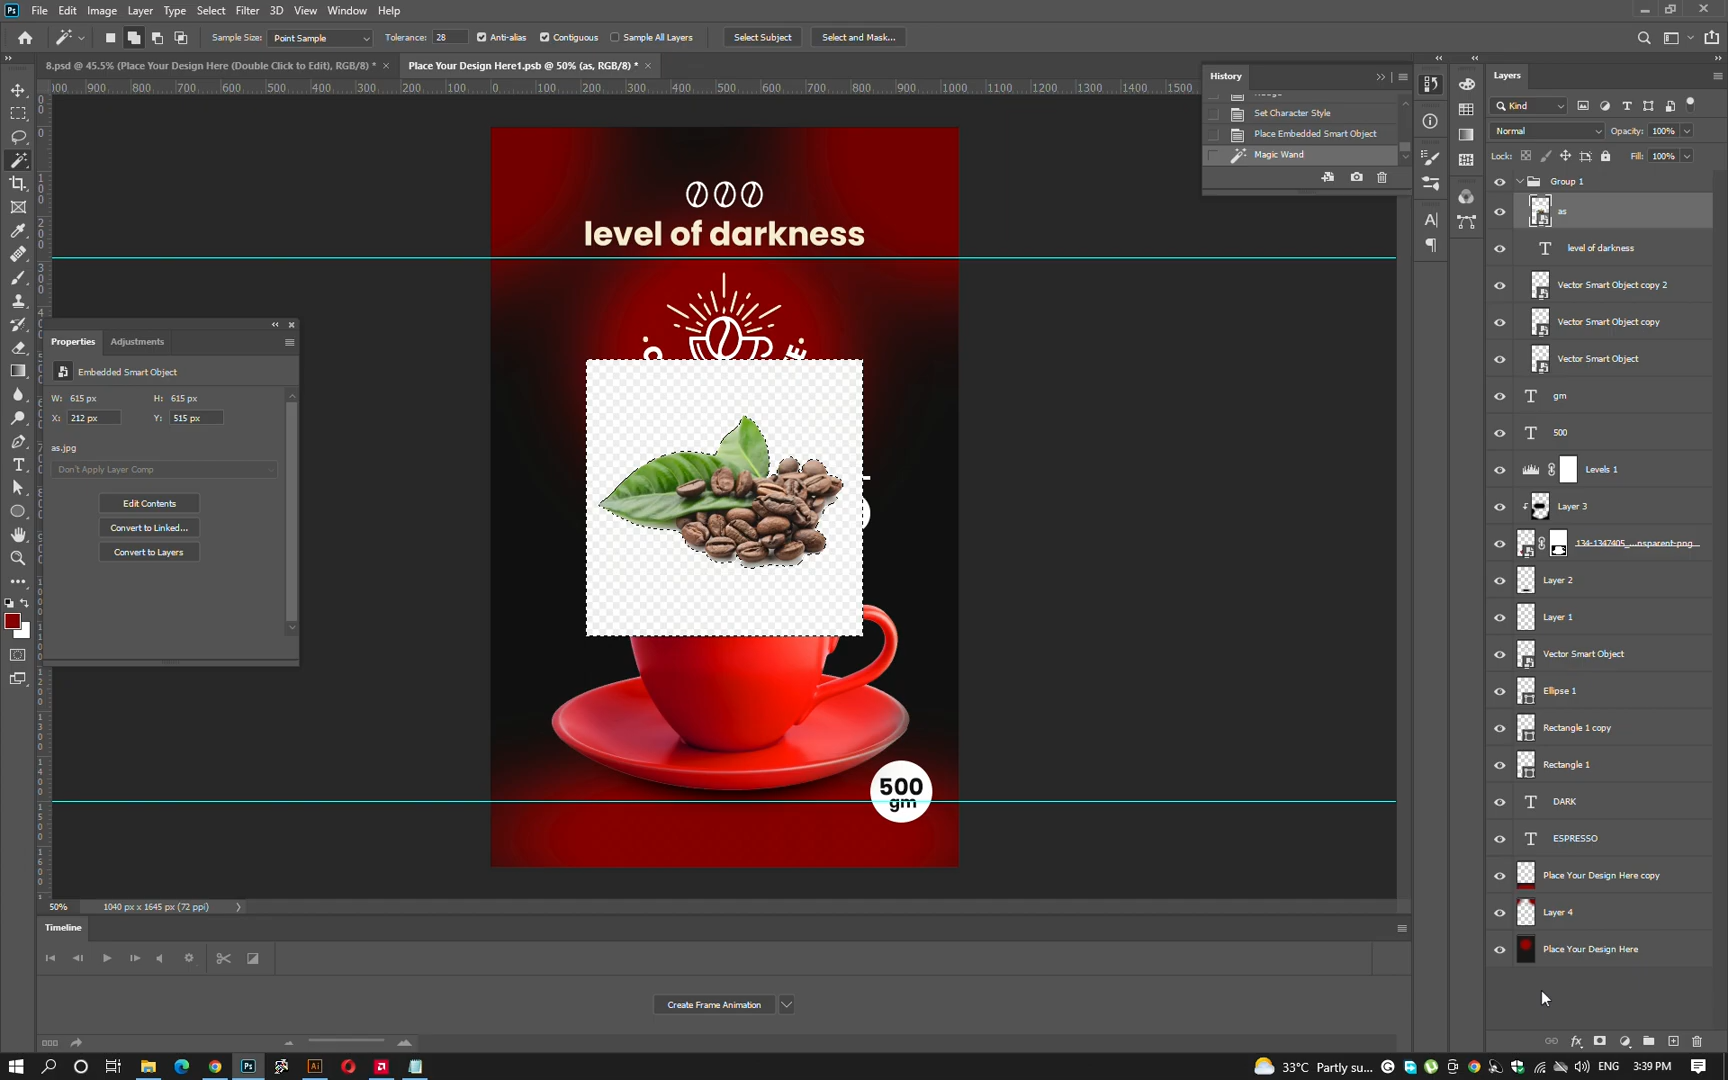 Ps File Edit Image Layer Type Select Filter 3D View Window Help
Sample Size: Point Sample Tolerance: 28 Anti-alias Contiguous Sample All Layers Select Subject Select and Mask...
8.psd @ 45.5% (Place Your Design Here (Double Click to Edit), RGB/8) * × Place Your Design Here1.psb @ 50% (as, RGB/8) * ×
History
Set Character Style
Place Embedded Smart Object
Magic Wand
level of darkness
Properties Adjustments
Embedded Smart Object
W: 615 px H: 615 px
X: 212 px Y: 515 px
as.jpg
Don't Apply Layer Comp
Edit Contents
Convert to Linked...
Convert to Layers
500
gm
Layers
Kind
Normal Opacity: 100%
Lock: Fill: 100%
Group 1
as
level of darkness
Vector Smart Object copy 2
Vector Smart Object copy
Vector Smart Object
gm
500
Levels 1
Layer 3
134-1347405_...nsparent-png...
Layer 2
Layer 1
Vector Smart Object
Ellipse 1
Rectangle 1 copy
Rectangle 1
DARK
ESPRESSO
Place Your Design Here copy
Layer 4
Place Your Design Here
50% 1040 px x 1645 px (72 ppi)
Timeline
Create Frame Animation
33°C Partly su... ENG 3:39 PM